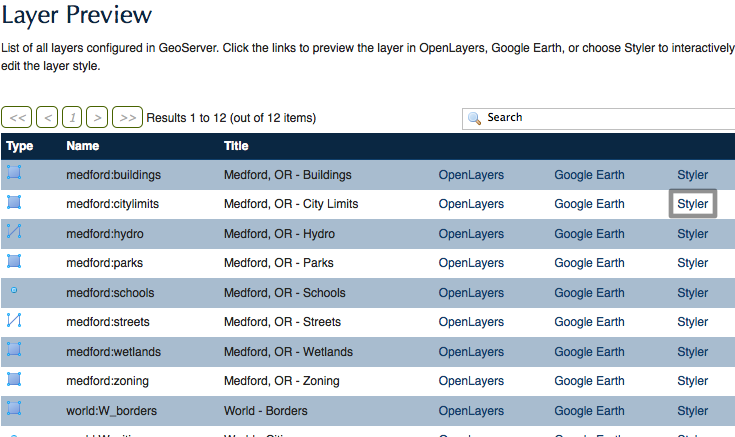 Layer Preview
List of all layers configured in GeoServer. Click the links to preview the layer in OpenLayers, Google Earth, or choose Styler to interactively
edit the layer style.
<< < 1 > >> Results 1 to 12 (out of 12 items) Search
Type Name Title
medford:buildings Medford, OR - Buildings OpenLayers Google Earth Styler
medford:citylimits Medford, OR - City Limits OpenLayers Google Earth Styler
medford:hydro Medford, OR - Hydro OpenLayers Google Earth Styler
medford:parks Medford, OR - Parks OpenLayers Google Earth Styler
medford:schools Medford, OR - Schools OpenLayers Google Earth Styler
medford:streets Medford, OR - Streets OpenLayers Google Earth Styler
medford:wetlands Medford, OR - Wetlands OpenLayers Google Earth Styler
medford:zoning Medford, OR - Zoning OpenLayers Google Earth Styler
world:W_borders World - Borders OpenLayers Google Earth Styler